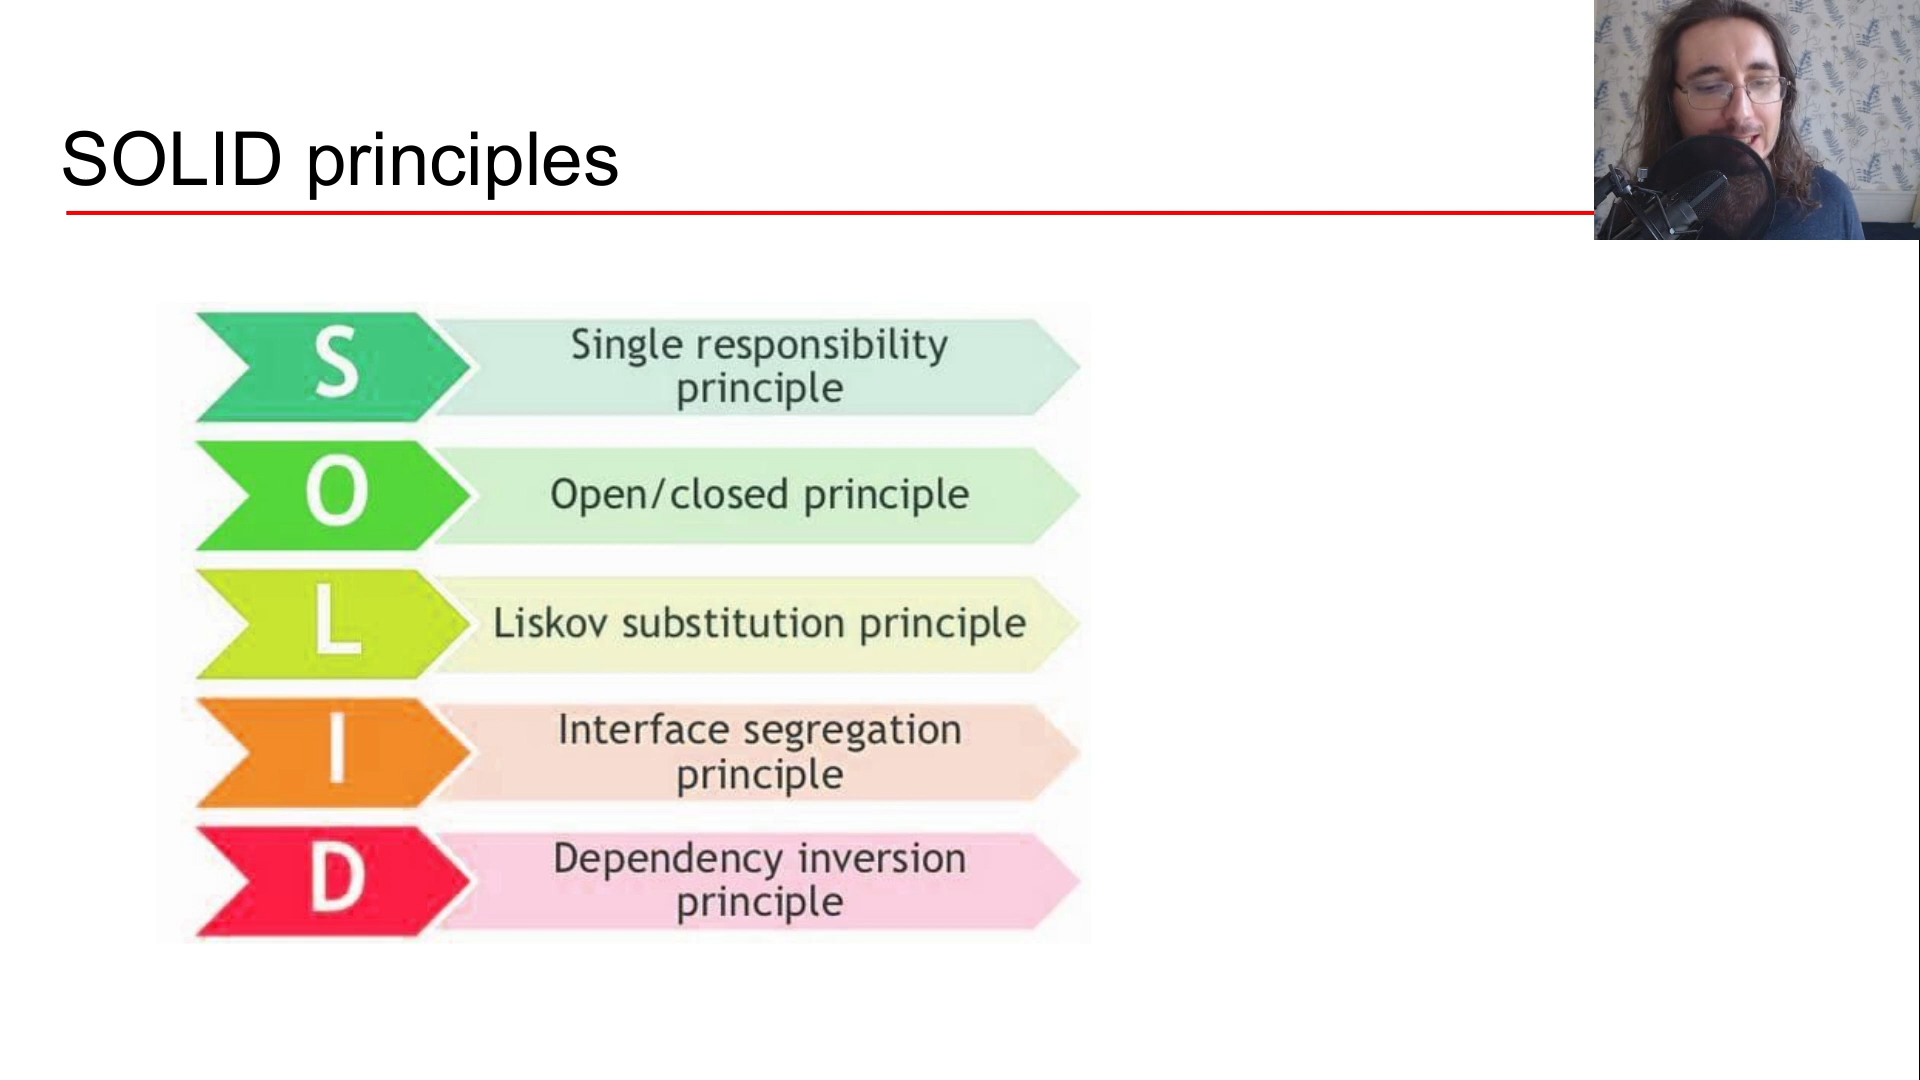 SOLID principles
S
Single responsibility
principle
O
Open/closed principle
L
Liskov substitution principle
I
Interface segregation
principle
D
Dependency inversion
principle